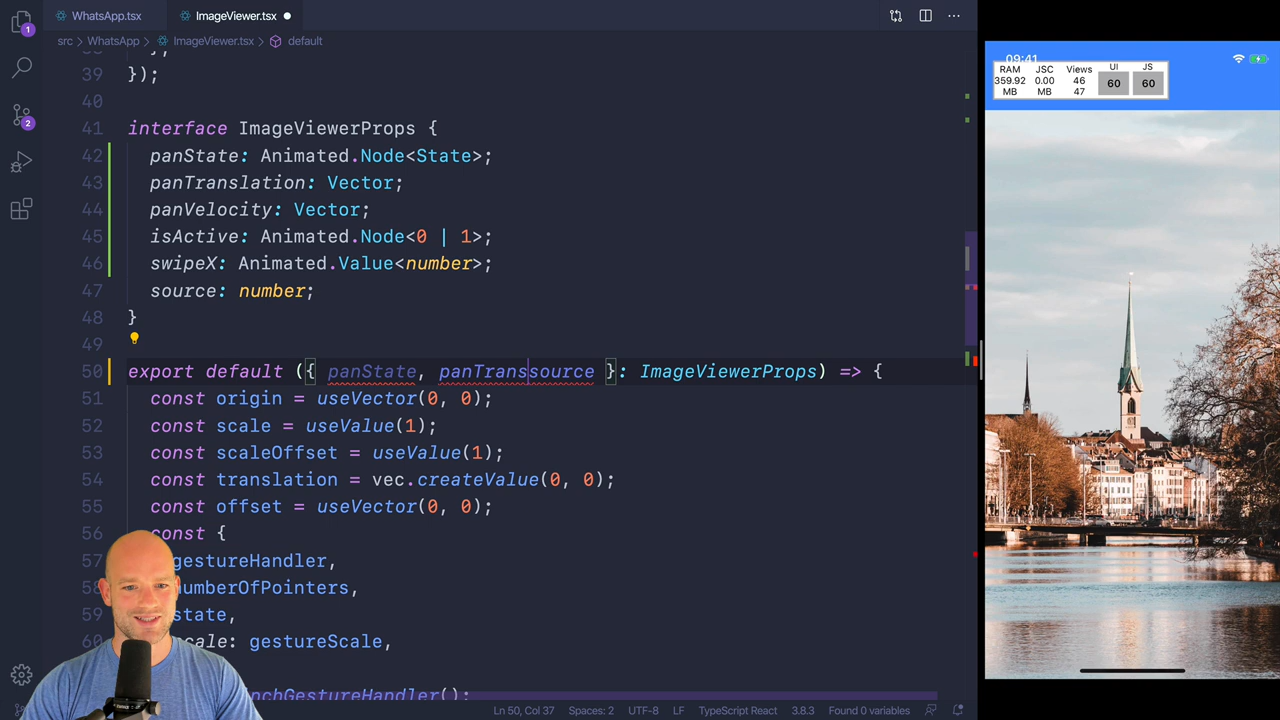 WhatsApp.tsx ImageViewer.tsx
src > WhatsApp > ImageViewer.tsx > default
39 });
40
41 interface ImageViewerProps {
42 panState: Animated.Node<State>;
43 panTranslation: Vector;
44 panVelocity: Vector;
45 isActive: Animated.Node<0 | 1>;
46 swipeX: Animated.Value<number>;
47 source: number;
48 }
49
50 export default ({ panState, panTranssource }: ImageViewerProps) => {
51 const origin = useVector(0, 0);
52 const scale = useValue(1);
53 const scaleOffset = useValue(1);
54 const translation = vec.createValue(0, 0);
55 const offset = useVector(0, 0);
56 const {
57 gestureHandler,
58 numberOfPointers,
59 state,
60 scale: gestureScale,
nchGestureHandler();
Ln 50, Col 37 Spaces: 2 UTF-8 LF TypeScript React 3.8.3 Found 0 variables
1
2
09:41
RAM JSC Views UI JS
359.92 0.00 46 60 60
MB MB 47